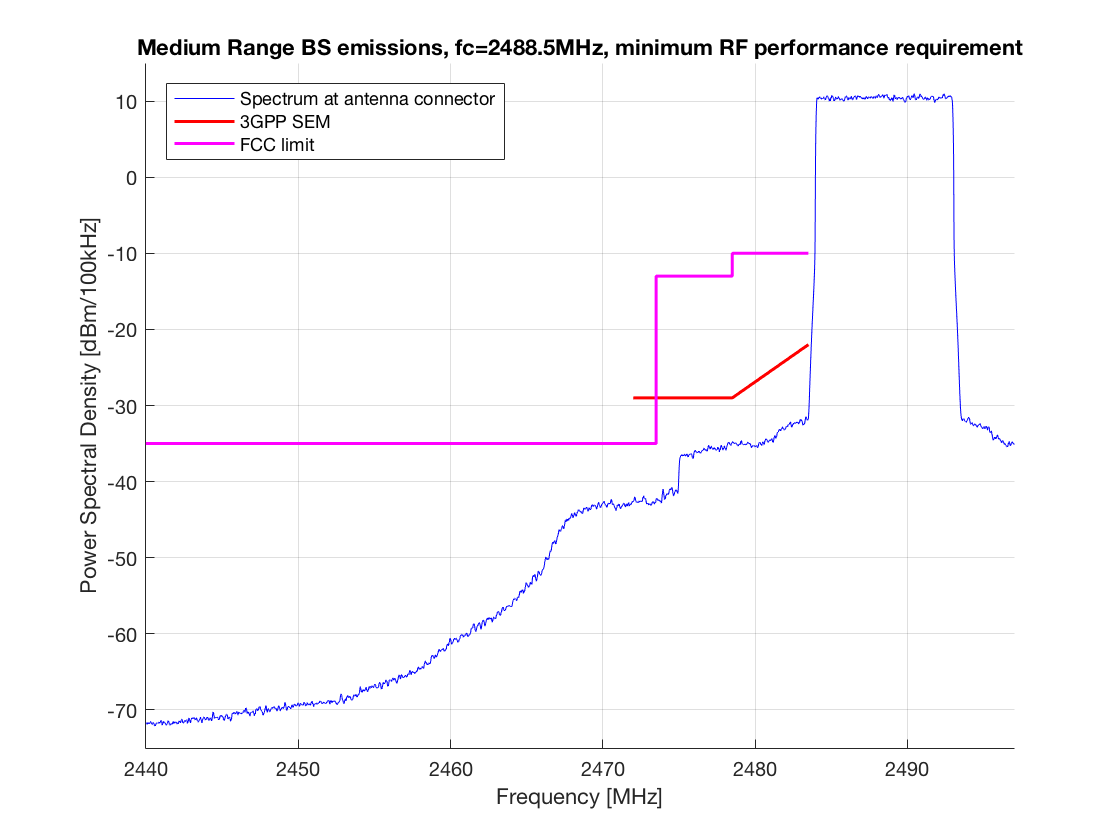 Medium Range BS emissions, fc=2488.5MHz, minimum RF performance requirement
Spectrum at antenna connector
3GPP SEM
FCC limit
10
0
-10
-20
-30
-40
-50
-60
-70
Power Spectral Density [dBm/100kHz]
2440 2450 2460 2470 2480 2490
Frequency [MHz]